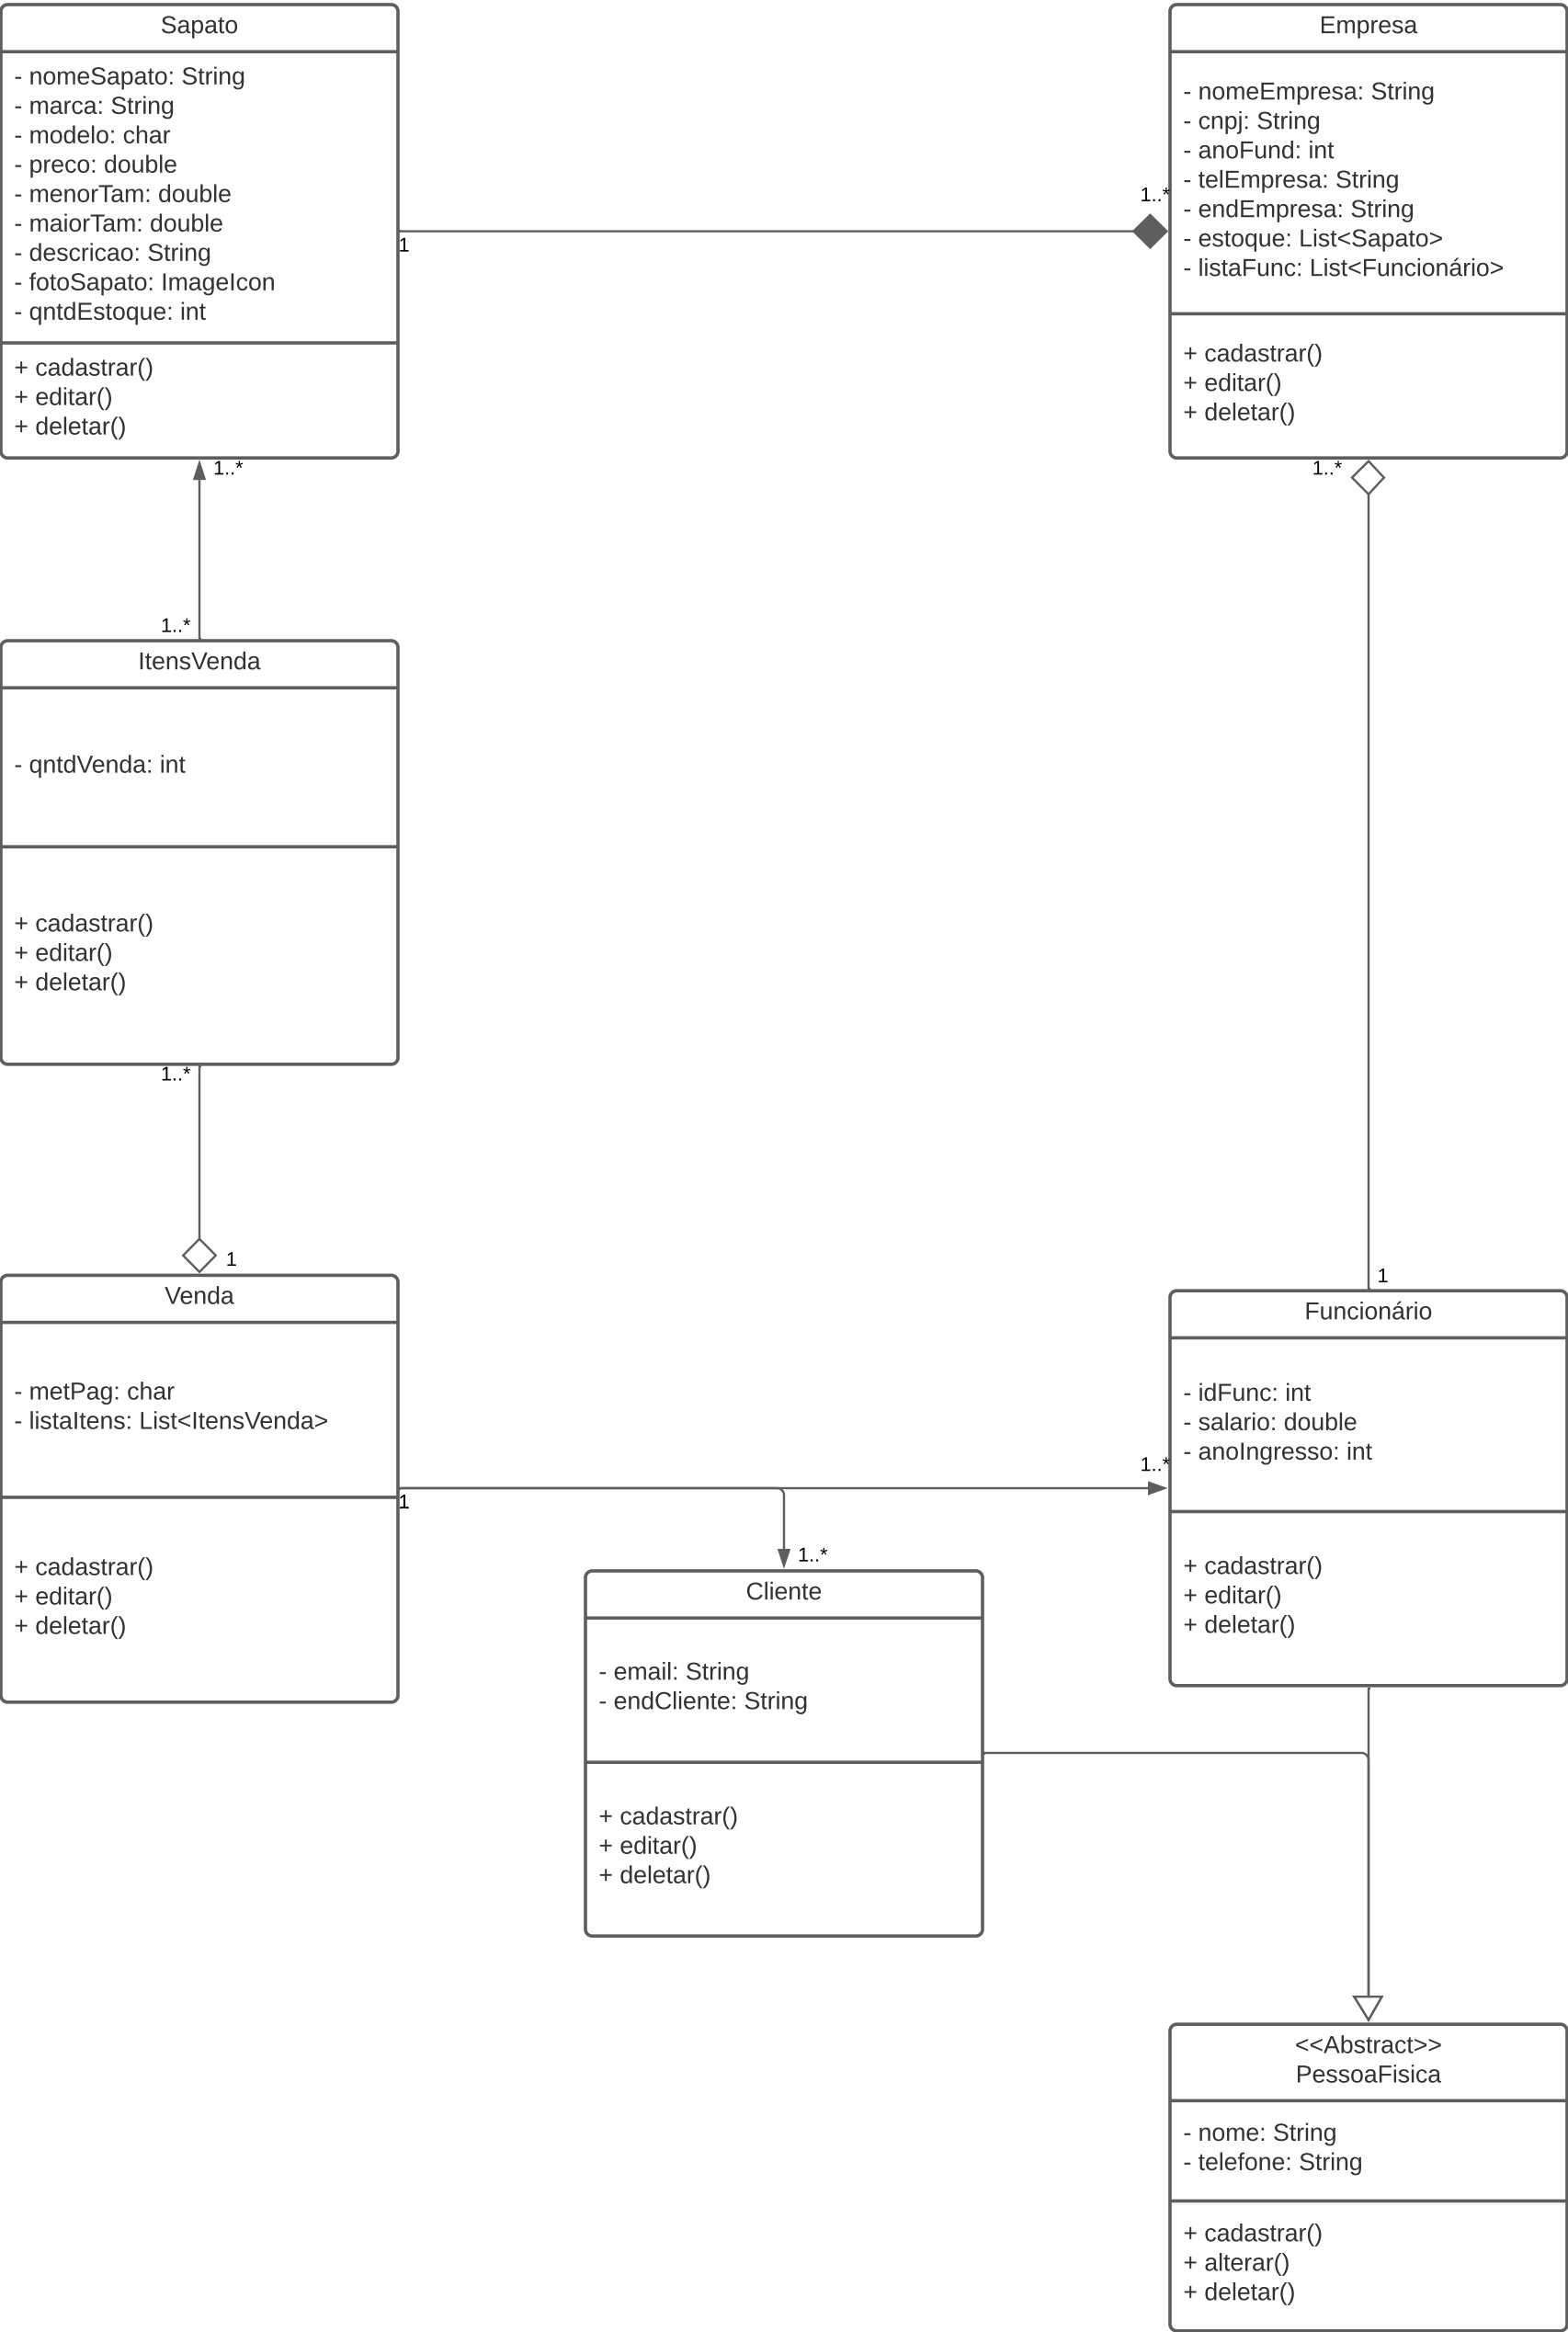 Sapato
- nomeSapato: String
- marca: String
- modelo: char
- preco: double
- menorTam: double
- maiorTam: double
- descricao: String
- fotoSapato: ImageIcon
- qntdEstoque: int
+ cadastrar()
+ editar()
+ deletar()
1
1..*
Empresa
- nomeEmpresa: String
- cnpj: String
- anoFund: int
- telEmpresa: String
- endEmpresa: String
- estoque: List<Sapato>
- listaFunc: List<Funcionário>
+ cadastrar()
+ editar()
+ deletar()
1..*
1..*
1..*
ItensVenda
- qntdVenda: int
+ cadastrar()
+ editar()
+ deletar()
1..*
1
Venda
- metPag: char
- listaItens: List<ItensVenda>
+ cadastrar()
+ editar()
+ deletar()
1
1..*
1..*
1
Funcionário
- idFunc: int
- salario: double
- anoIngresso: int
+ cadastrar()
+ editar()
+ deletar()
Cliente
- email: String
- endCliente: String
+ cadastrar()
+ editar()
+ deletar()
<<Abstract>>
PessoaFisica
- nome: String
- telefone: String
+ cadastrar()
+ alterar()
+ deletar()